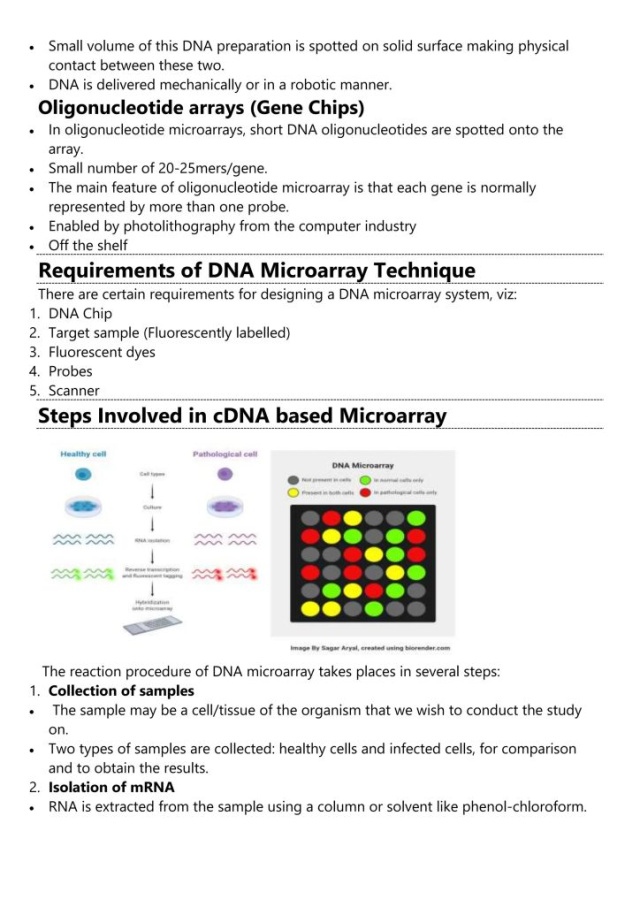 • Small volume of this DNA preparation is spotted on solid surface making physical
contact between these two.
• DNA is delivered mechanically or in a robotic manner.
Oligonucleotide arrays (Gene Chips)
• In oligonucleotide microarrays, short DNA oligonucleotides are spotted onto the
array.
• Small number of 20-25mers/gene.
• The main feature of oligonucleotide microarray is that each gene is normally
represented by more than one probe.
• Enabled by photolithography from the computer industry
• Off the shelf
Requirements of DNA Microarray Technique
There are certain requirements for designing a DNA microarray system, viz:
1. DNA Chip
2. Target sample (Fluorescently labelled)
3. Fluorescent dyes
4. Probes
5. Scanner
Steps Involved in cDNA based Microarray
Healthy cell
Pathological cell
Cell types
Culture
RNA isolation
Reverse transcription
and fluorescent tagging
Hybridization
onto microarray
DNA Microarray
Not present in cells
In normal cells only
Present in both cells
In pathological cells only
Image By Sagar Aryal, created using biorender.com
The reaction procedure of DNA microarray takes places in several steps:
1. Collection of samples
• The sample may be a cell/tissue of the organism that we wish to conduct the study
on.
• Two types of samples are collected: healthy cells and infected cells, for comparison
and to obtain the results.
2. Isolation of mRNA
• RNA is extracted from the sample using a column or solvent like phenol-chloroform.